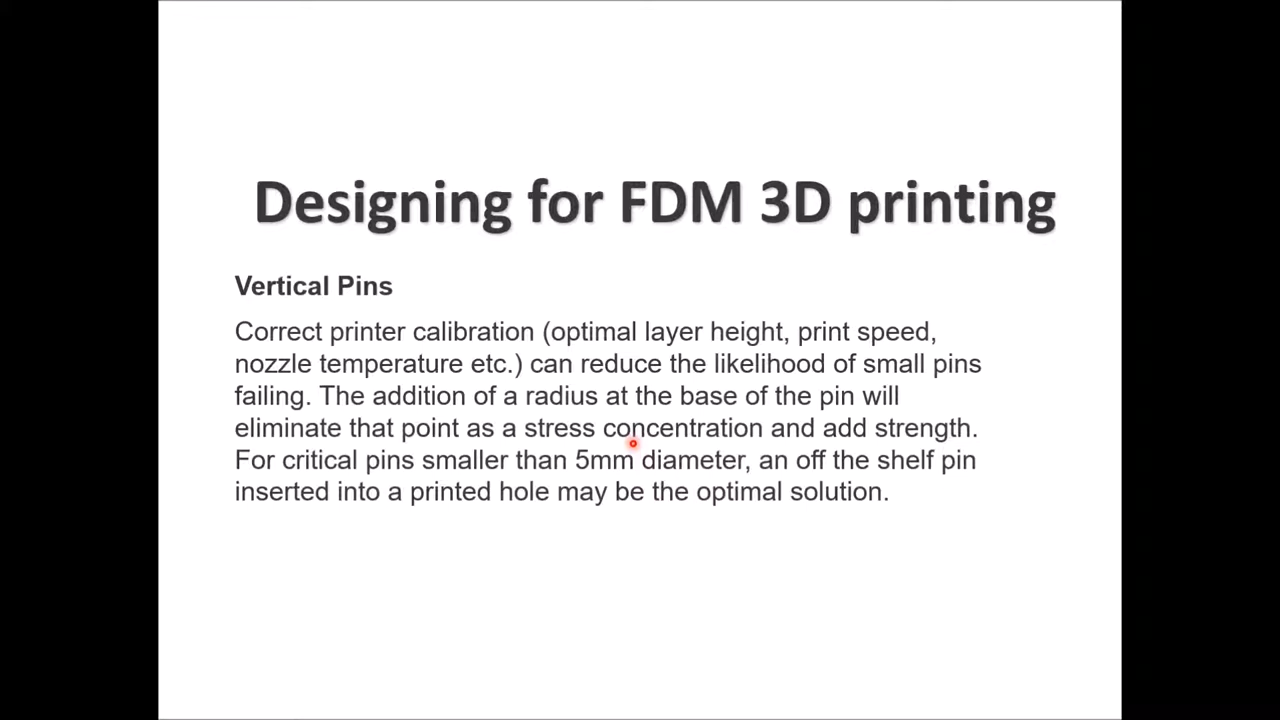 Designing for FDM 3D printing
Vertical Pins
Correct printer calibration (optimal layer height, print speed,
nozzle temperature etc.) can reduce the likelihood of small pins
failing. The addition of a radius at the base of the pin will
eliminate that point as a stress concentration and add strength.
For critical pins smaller than 5mm diameter, an off the shelf pin
inserted into a printed hole may be the optimal solution.